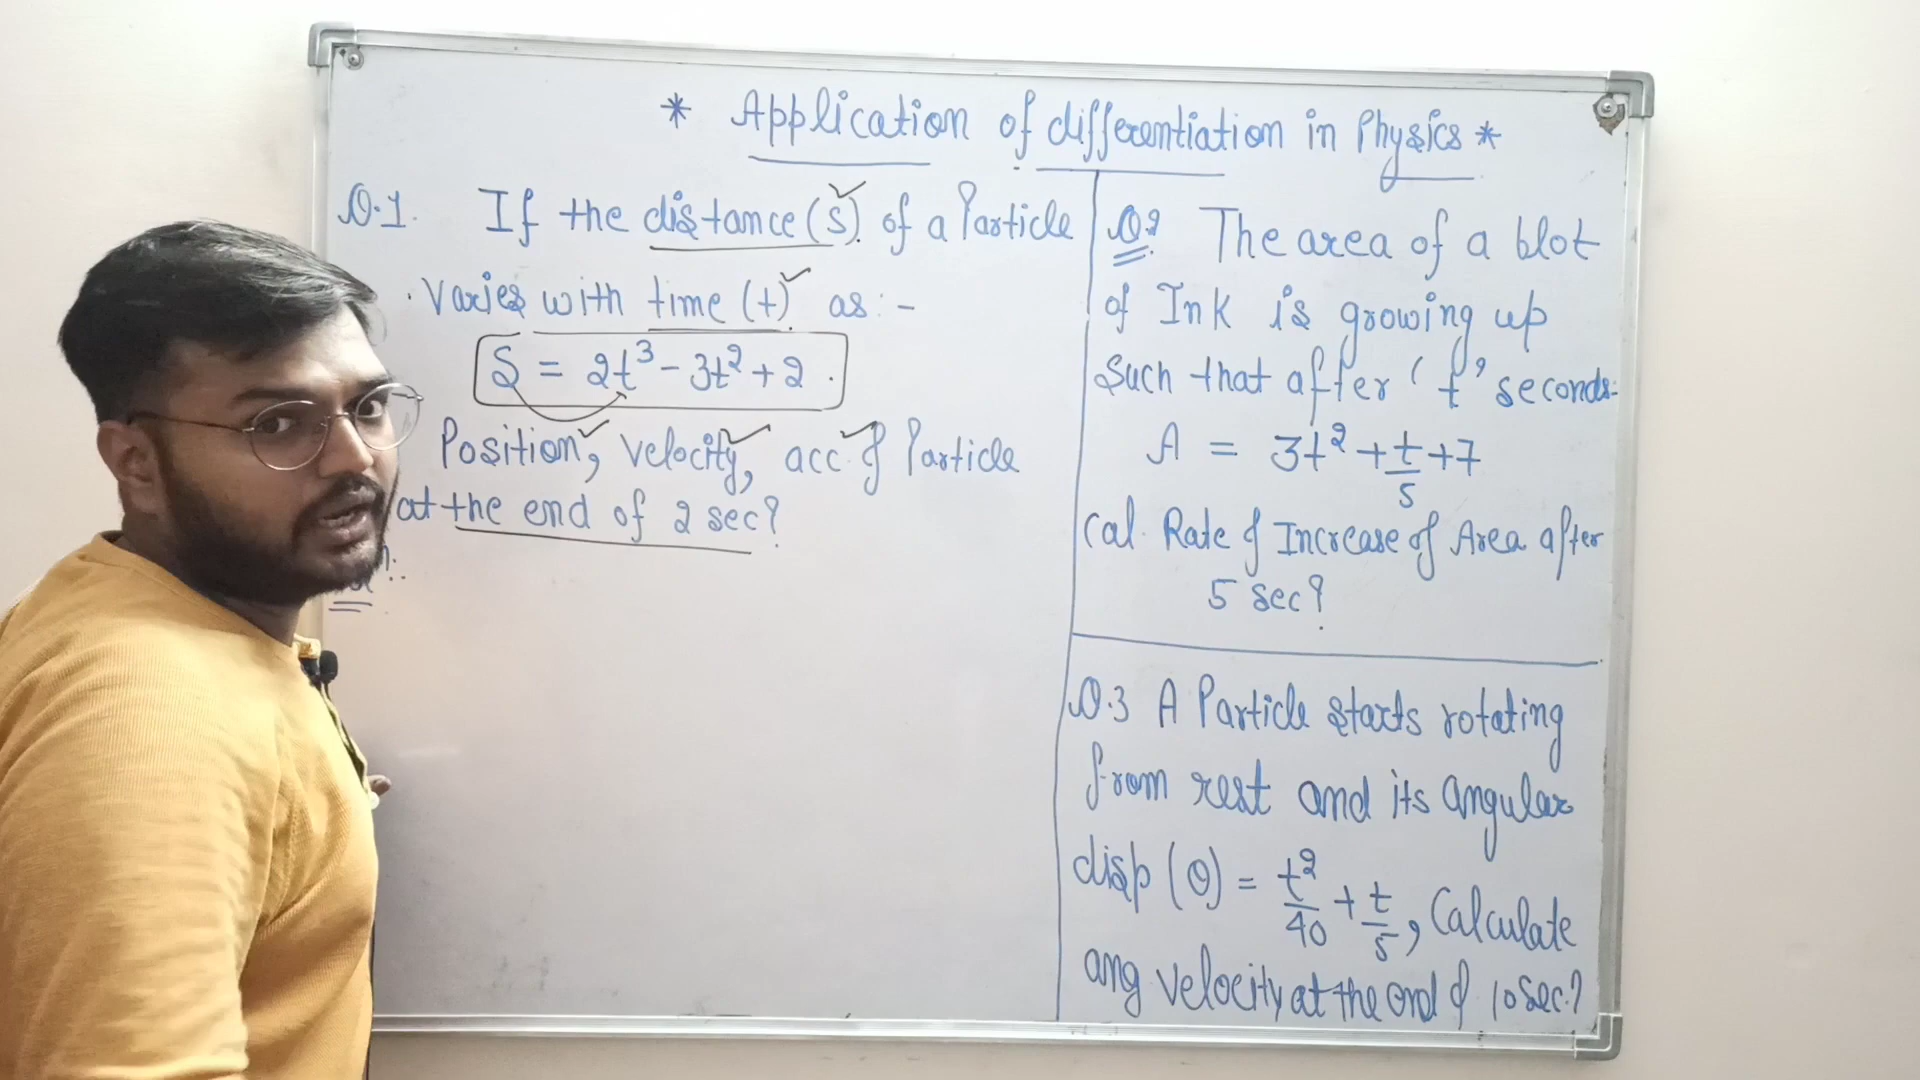 * Application of differentiation in Physics *
Q.1. If the distance (S) of a Particle
varies with time (t) as:-
S = 2t³ - 3t² + 2.
Position, velocity, acc. of Particle
at the end of 2 sec?
Q2 The area of a blot
of Ink is growing up
Such that after 't' seconds.
A = 3t² + t/5 + 7
Cal. Rate of Increase of Area after
5 sec?
Q.3 A Particle starts rotating
from rest and its angular
disp (θ) = t²/40 + t/5, Calculate
ang velocity at the end of 10 sec.?